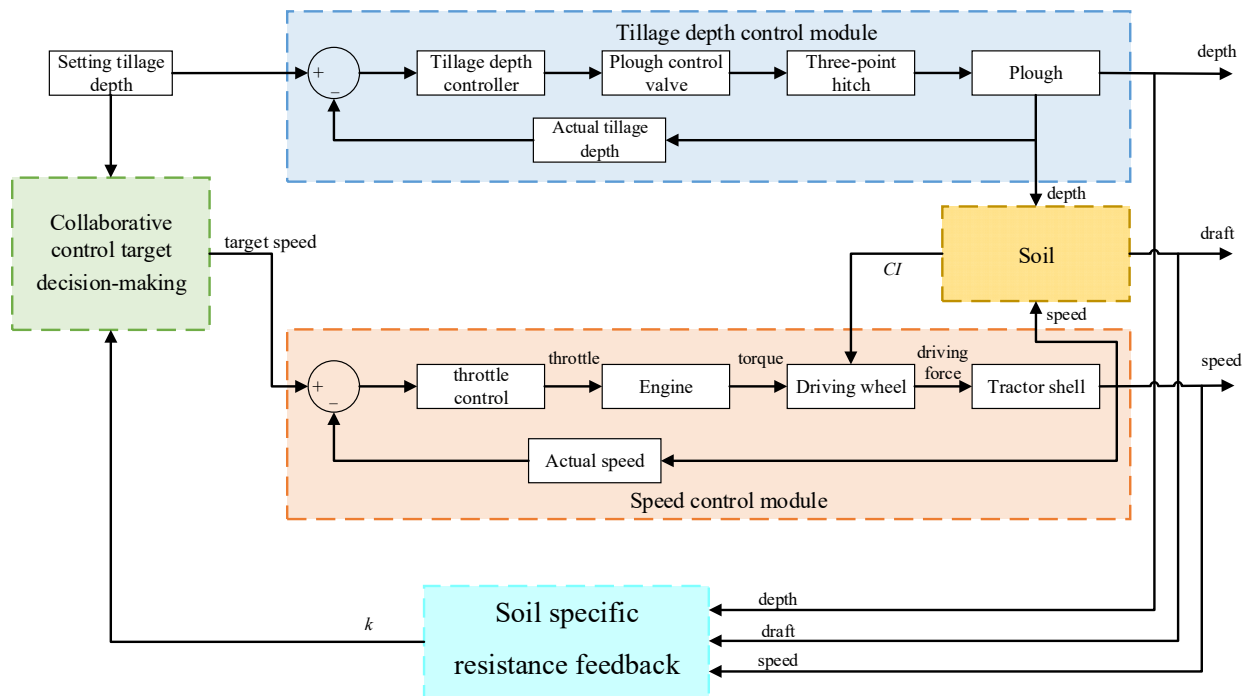 Tillage depth control module
Setting tillage
depth
+
−
Tillage depth
controller
Plough control
valve
Three-point
hitch
Plough
depth
Actual tillage
depth
depth
Collaborative
control target
decision-making
target speed
CI
Soil
draft
speed
+
−
throttle
control
throttle
Engine
torque
Driving wheel
driving
force
Tractor shell
speed
Actual speed
Speed control module
Soil specific
resistance feedback
depth
draft
speed
k